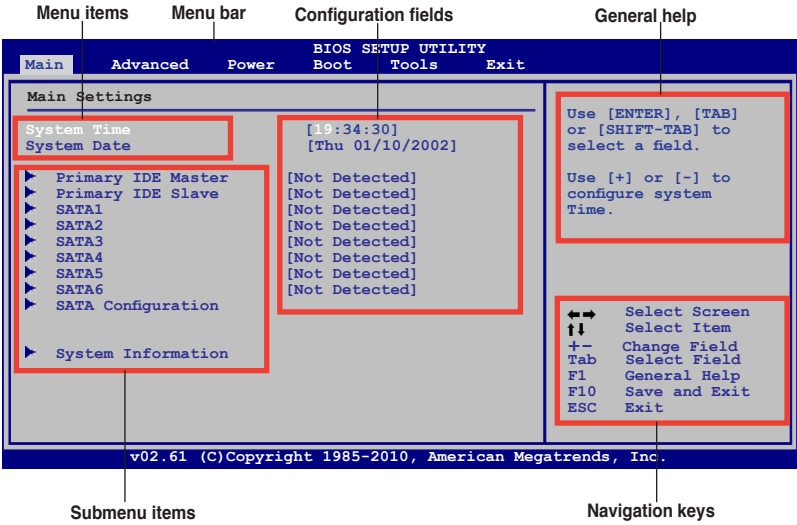 Menu items Menu bar Configuration fields General help
BIOS SETUP UTILITY
Main Advanced Power Boot Tools Exit
Main Settings
System Time [19:34:30]
System Date [Thu 01/10/2002]
Primary IDE Master [Not Detected]
Primary IDE Slave [Not Detected]
SATA1 [Not Detected]
SATA2 [Not Detected]
SATA3 [Not Detected]
SATA4 [Not Detected]
SATA5 [Not Detected]
SATA6 [Not Detected]
SATA Configuration
System Information
Use [ENTER], [TAB]
or [SHIFT-TAB] to
select a field.
Use [+] or [-] to
configure system
Time.
←→ Select Screen
↑↓ Select Item
+- Change Field
Tab Select Field
F1 General Help
F10 Save and Exit
ESC Exit
v02.61 (C)Copyright 1985-2010, American Megatrends, Inc.
Submenu items Navigation keys